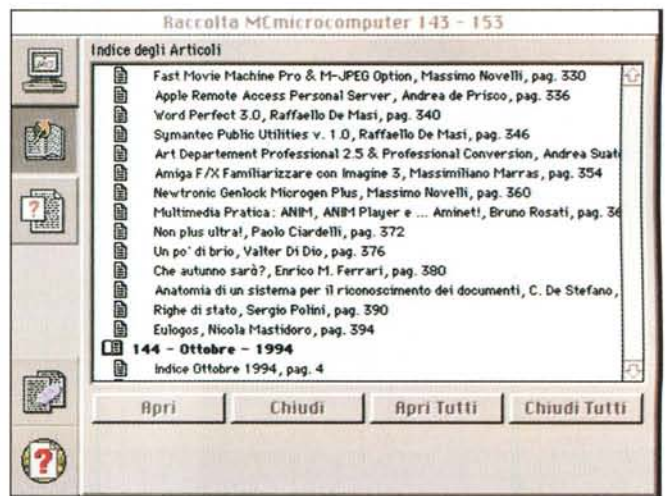 Raccolta MCmicrocomputer 143 - 153
Indice degli Articoli
Fast Movie Machine Pro & M-JPEG Option, Massimo Novelli, pag. 330
Apple Remote Access Personal Server, Andrea de Prisco, pag. 336
Word Perfect 3.0, Raffaello De Masi, pag. 340
Symantec Public Utilities v. 1.0, Raffaello De Masi, pag. 346
Art Departement Professional 2.5 & Professional Conversion, Andrea Suat
Amiga F/X Familiarizzare con Imagine 3, Massimiliano Marras, pag. 354
Newtronic Genlock Microgen Plus, Massimo Novelli, pag. 360
Multimedia Pratica: ANIM, ANIM Player e ... Aminet!, Bruno Rosati, pag. 36
Non plus ultra!, Paolo Ciardelli, pag. 372
Un po' di brio, Valter Di Dio, pag. 376
Che autunno sarà?, Enrico M. Ferrari, pag. 380
Anatomia di un sistema per il riconoscimento dei documenti, C. De Stefano,
Righe di stato, Sergio Polini, pag. 390
Eulogos, Nicola Mastidoro, pag. 394
144 - Ottobre - 1994
Indice Ottobre 1994, pag. 4
Apri Chiudi Apri Tutti Chiudi Tutti